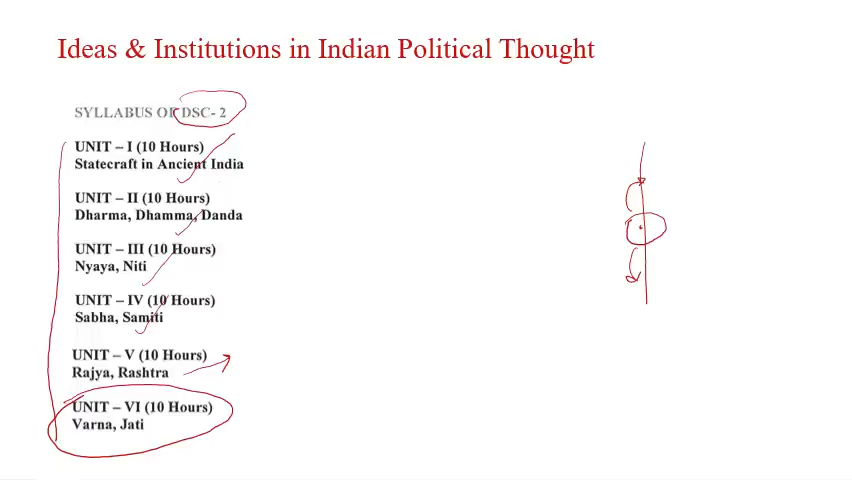 Ideas & Institutions in Indian Political Thought
SYLLABUS OF DSC- 2
UNIT – I (10 Hours)
Statecraft in Ancient India
UNIT – II (10 Hours)
Dharma, Dhamma, Danda
UNIT – III (10 Hours)
Nyaya, Niti
UNIT – IV (10 Hours)
Sabha, Samiti
UNIT – V (10 Hours)
Rajya, Rashtra
UNIT – VI (10 Hours)
Varna, Jati